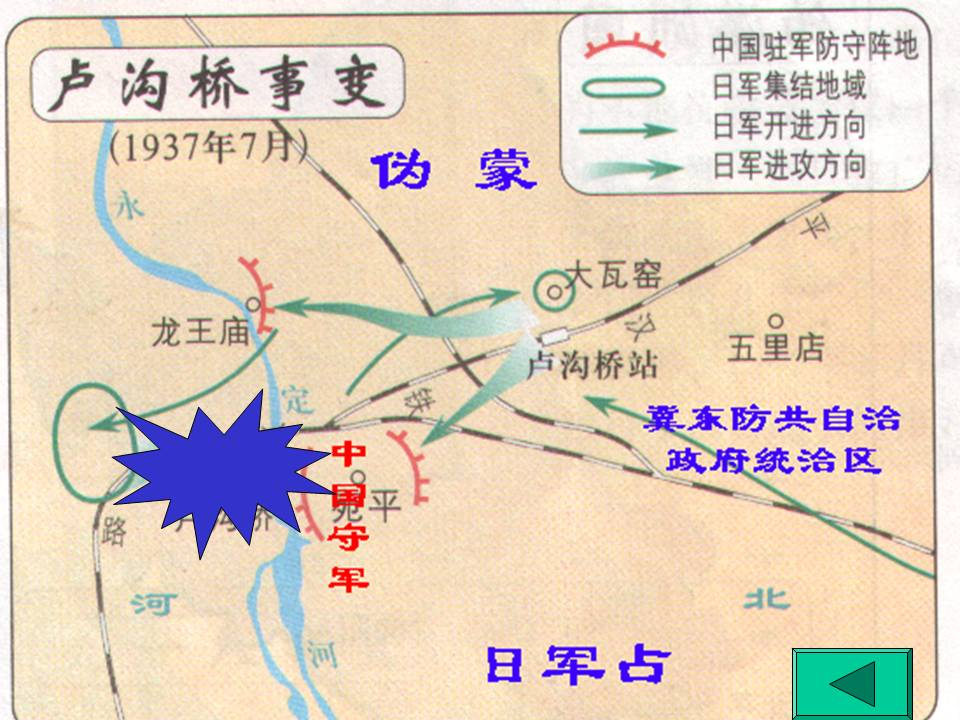 卢沟桥事变
(1937年7月)
中国驻军防守阵地
日军集结地域
日军开进方向
日军进攻方向
伪 蒙
永
平
大瓦窑
龙王庙
汉
五里店
卢沟桥站
定
铁
冀东防共自治
政府统治区
中
国
守
军
宛平
卢沟桥
路
河
北
河
日军占